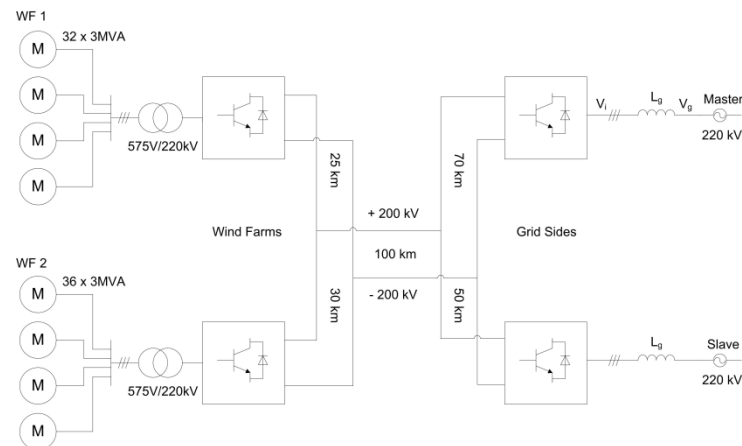 WF 1
32 x 3MVA
M
M
M
M
575V/220kV
25 km
Wind Farms
WF 2
36 x 3MVA
M
M
M
M
575V/220kV
30 km
+ 200 kV
100 km
- 200 kV
70 km
Grid Sides
50 km
Vi
Lg
Vg
Master
220 kV
Lg
Slave
220 kV